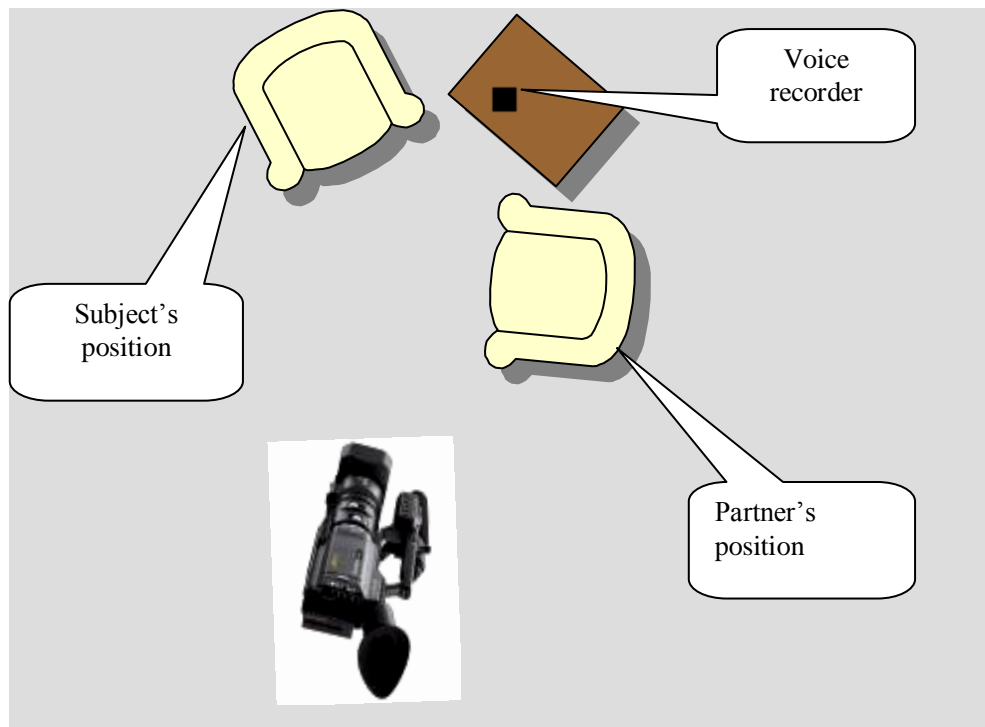 Voice
recorder
Subject’s
position
Partner’s
position